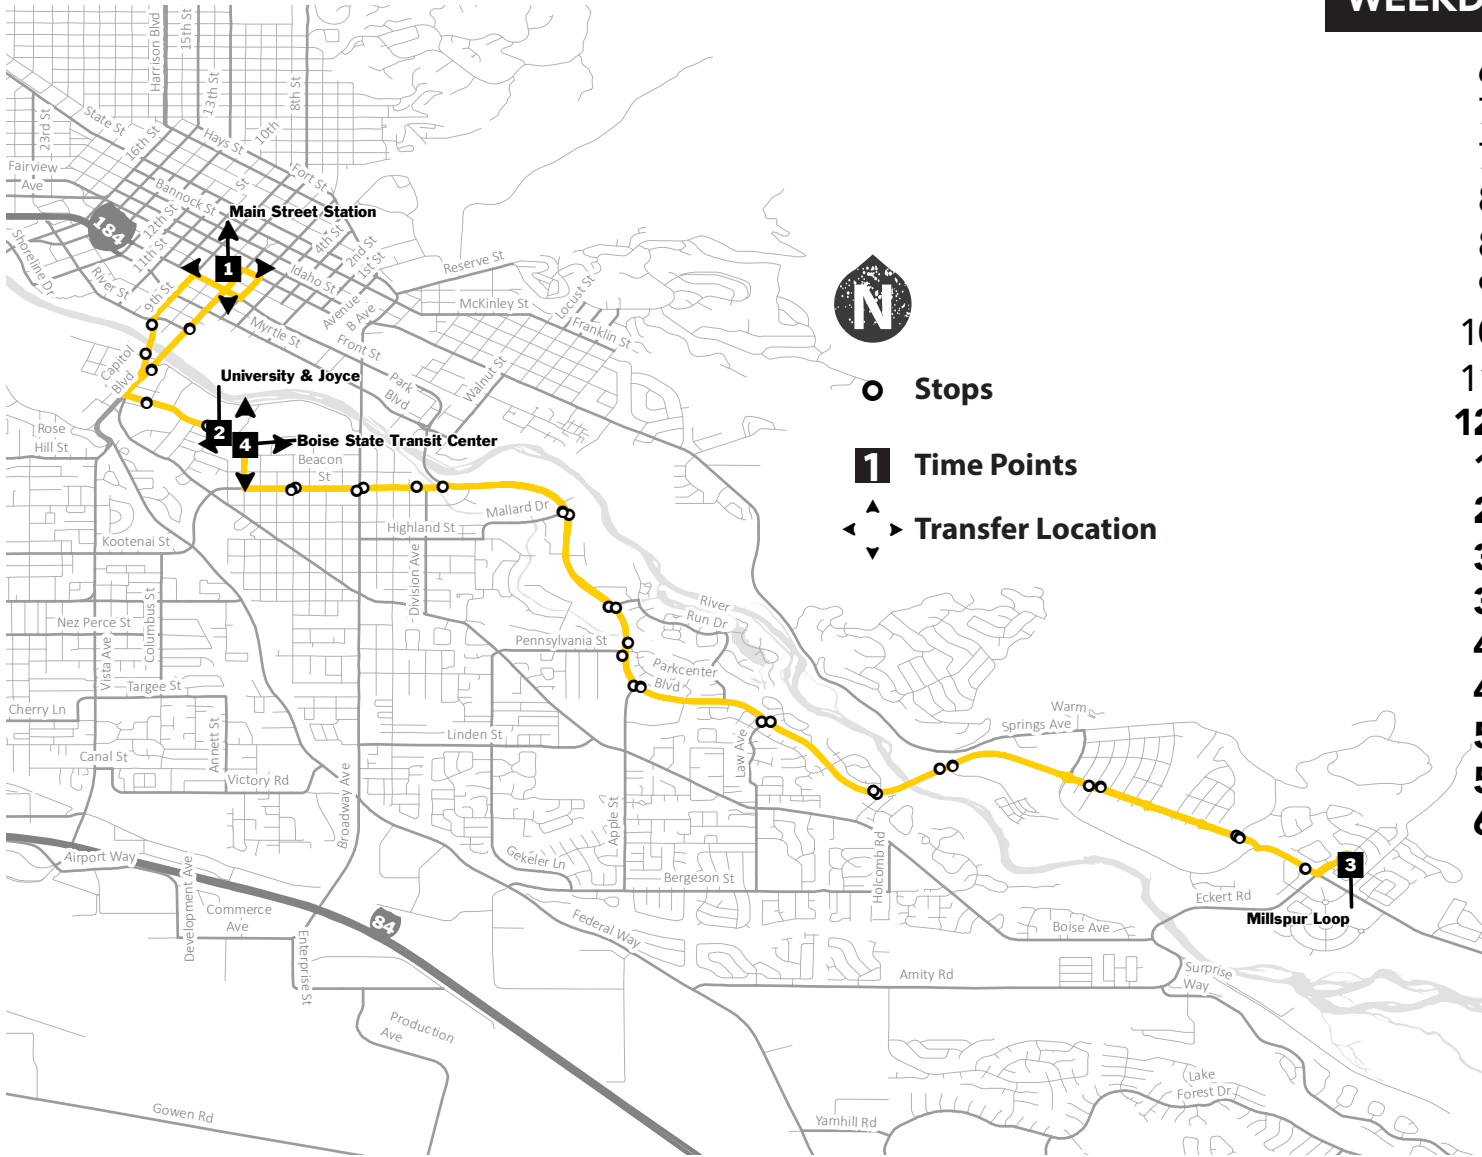 WEEKD
Harrison Blvd
15th St
13th St
8th St
23rd St
State St
16th St
Hays St
10th
St
Fort St
Fairview
Ave
Bannock St
12th St
11th St
Main Street Station
184
4th St
2nd St
1st St
Shoreline Dr
River St
9th St
1
Idaho St
Avenue
B Ave
Reserve St
McKinley St
Locust St
Franklin St
Myrtle St
Front St
Park
Blvd
Walnut St
Capitol
Blvd
N
Stops
1
Time Points
Transfer Location
10
12
University & Joyce
2
4
Boise State Transit Center
Rose
Hill St
Beacon
St
Mallard Dr
Highland St
Kootenai St
Division Ave
Columbus St
Nez Perce St
Vista Ave
Targee St
Cherry Ln
Annett St
Canal St
Victory Rd
Pennsylvania St
River
Run Dr
Parkcenter
Blvd
Linden St
Law Ave
Warm
Springs Ave
Broadway Ave
Apple St
Gekeler Ln
Bergeson St
Holcomb Rd
Airport Way
Development Ave
Commerce
Ave
Enterprise St
84
Federal Way
3
Eckert Rd
Millspur Loop
Boise Ave
Amity Rd
Surprise
Way
Production
Ave
Gowen Rd
Lake
Forest Dr
Yamhill Rd